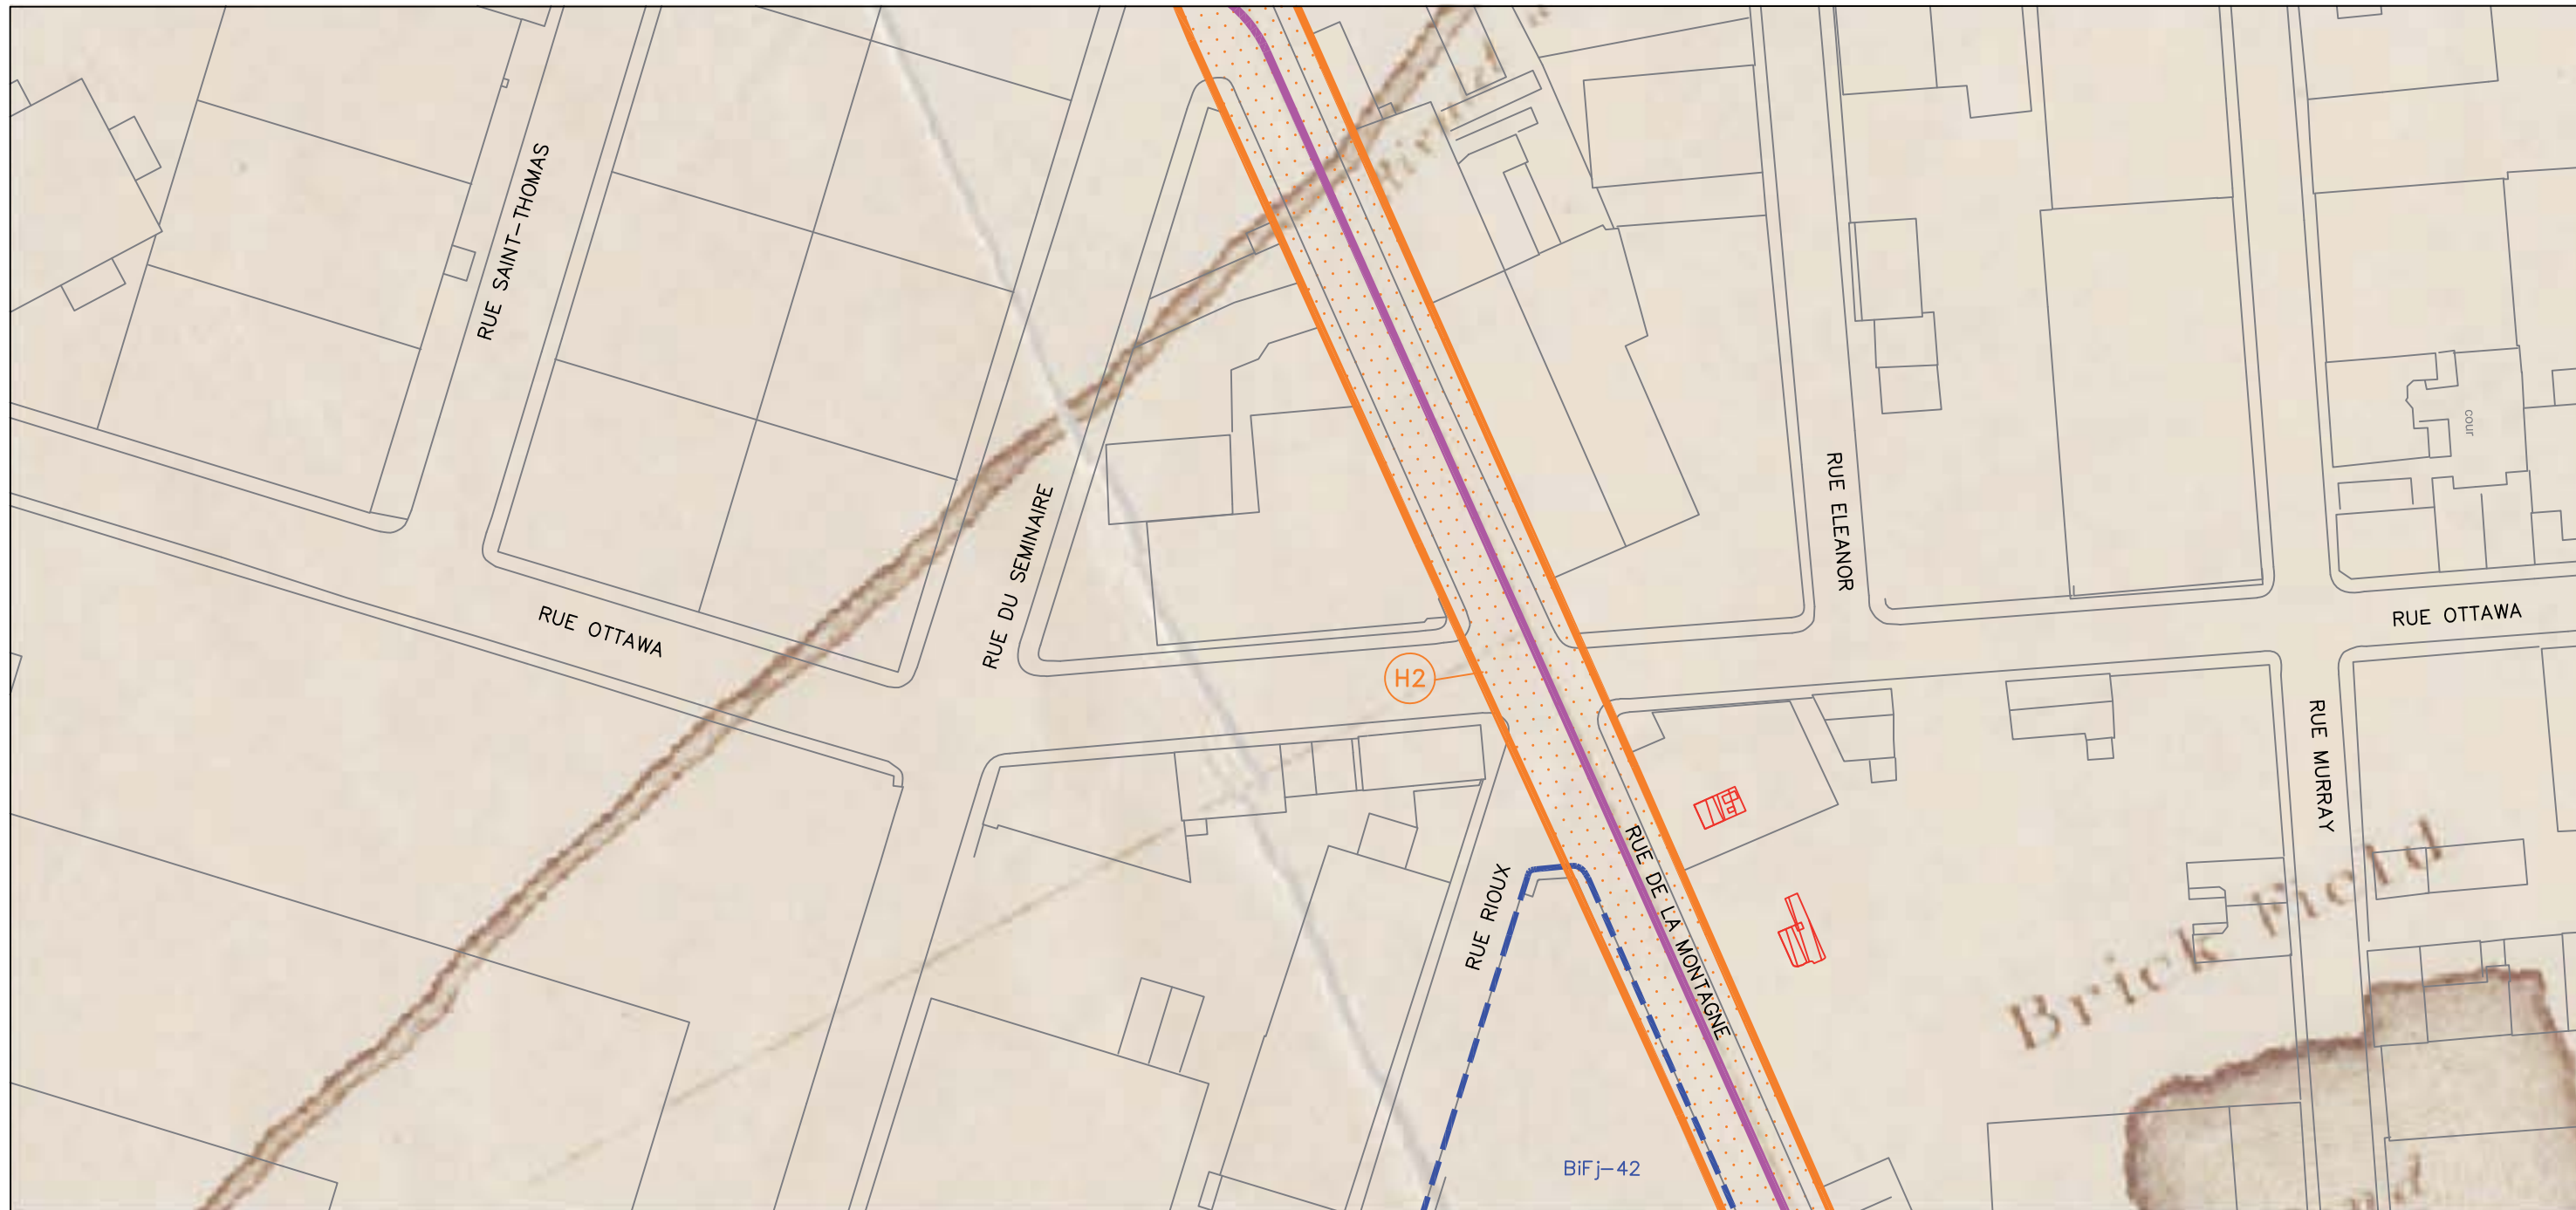 RUE SAINT-THOMAS
cour
RUE ELEANOR
RUE DU SEMINAIRE
RUE OTTAWA
RUE OTTAWA
H2
RUE MURRAY
RUE DE LA MONTAGNE
RUE RIOUX
Brick Field
BiFj-42